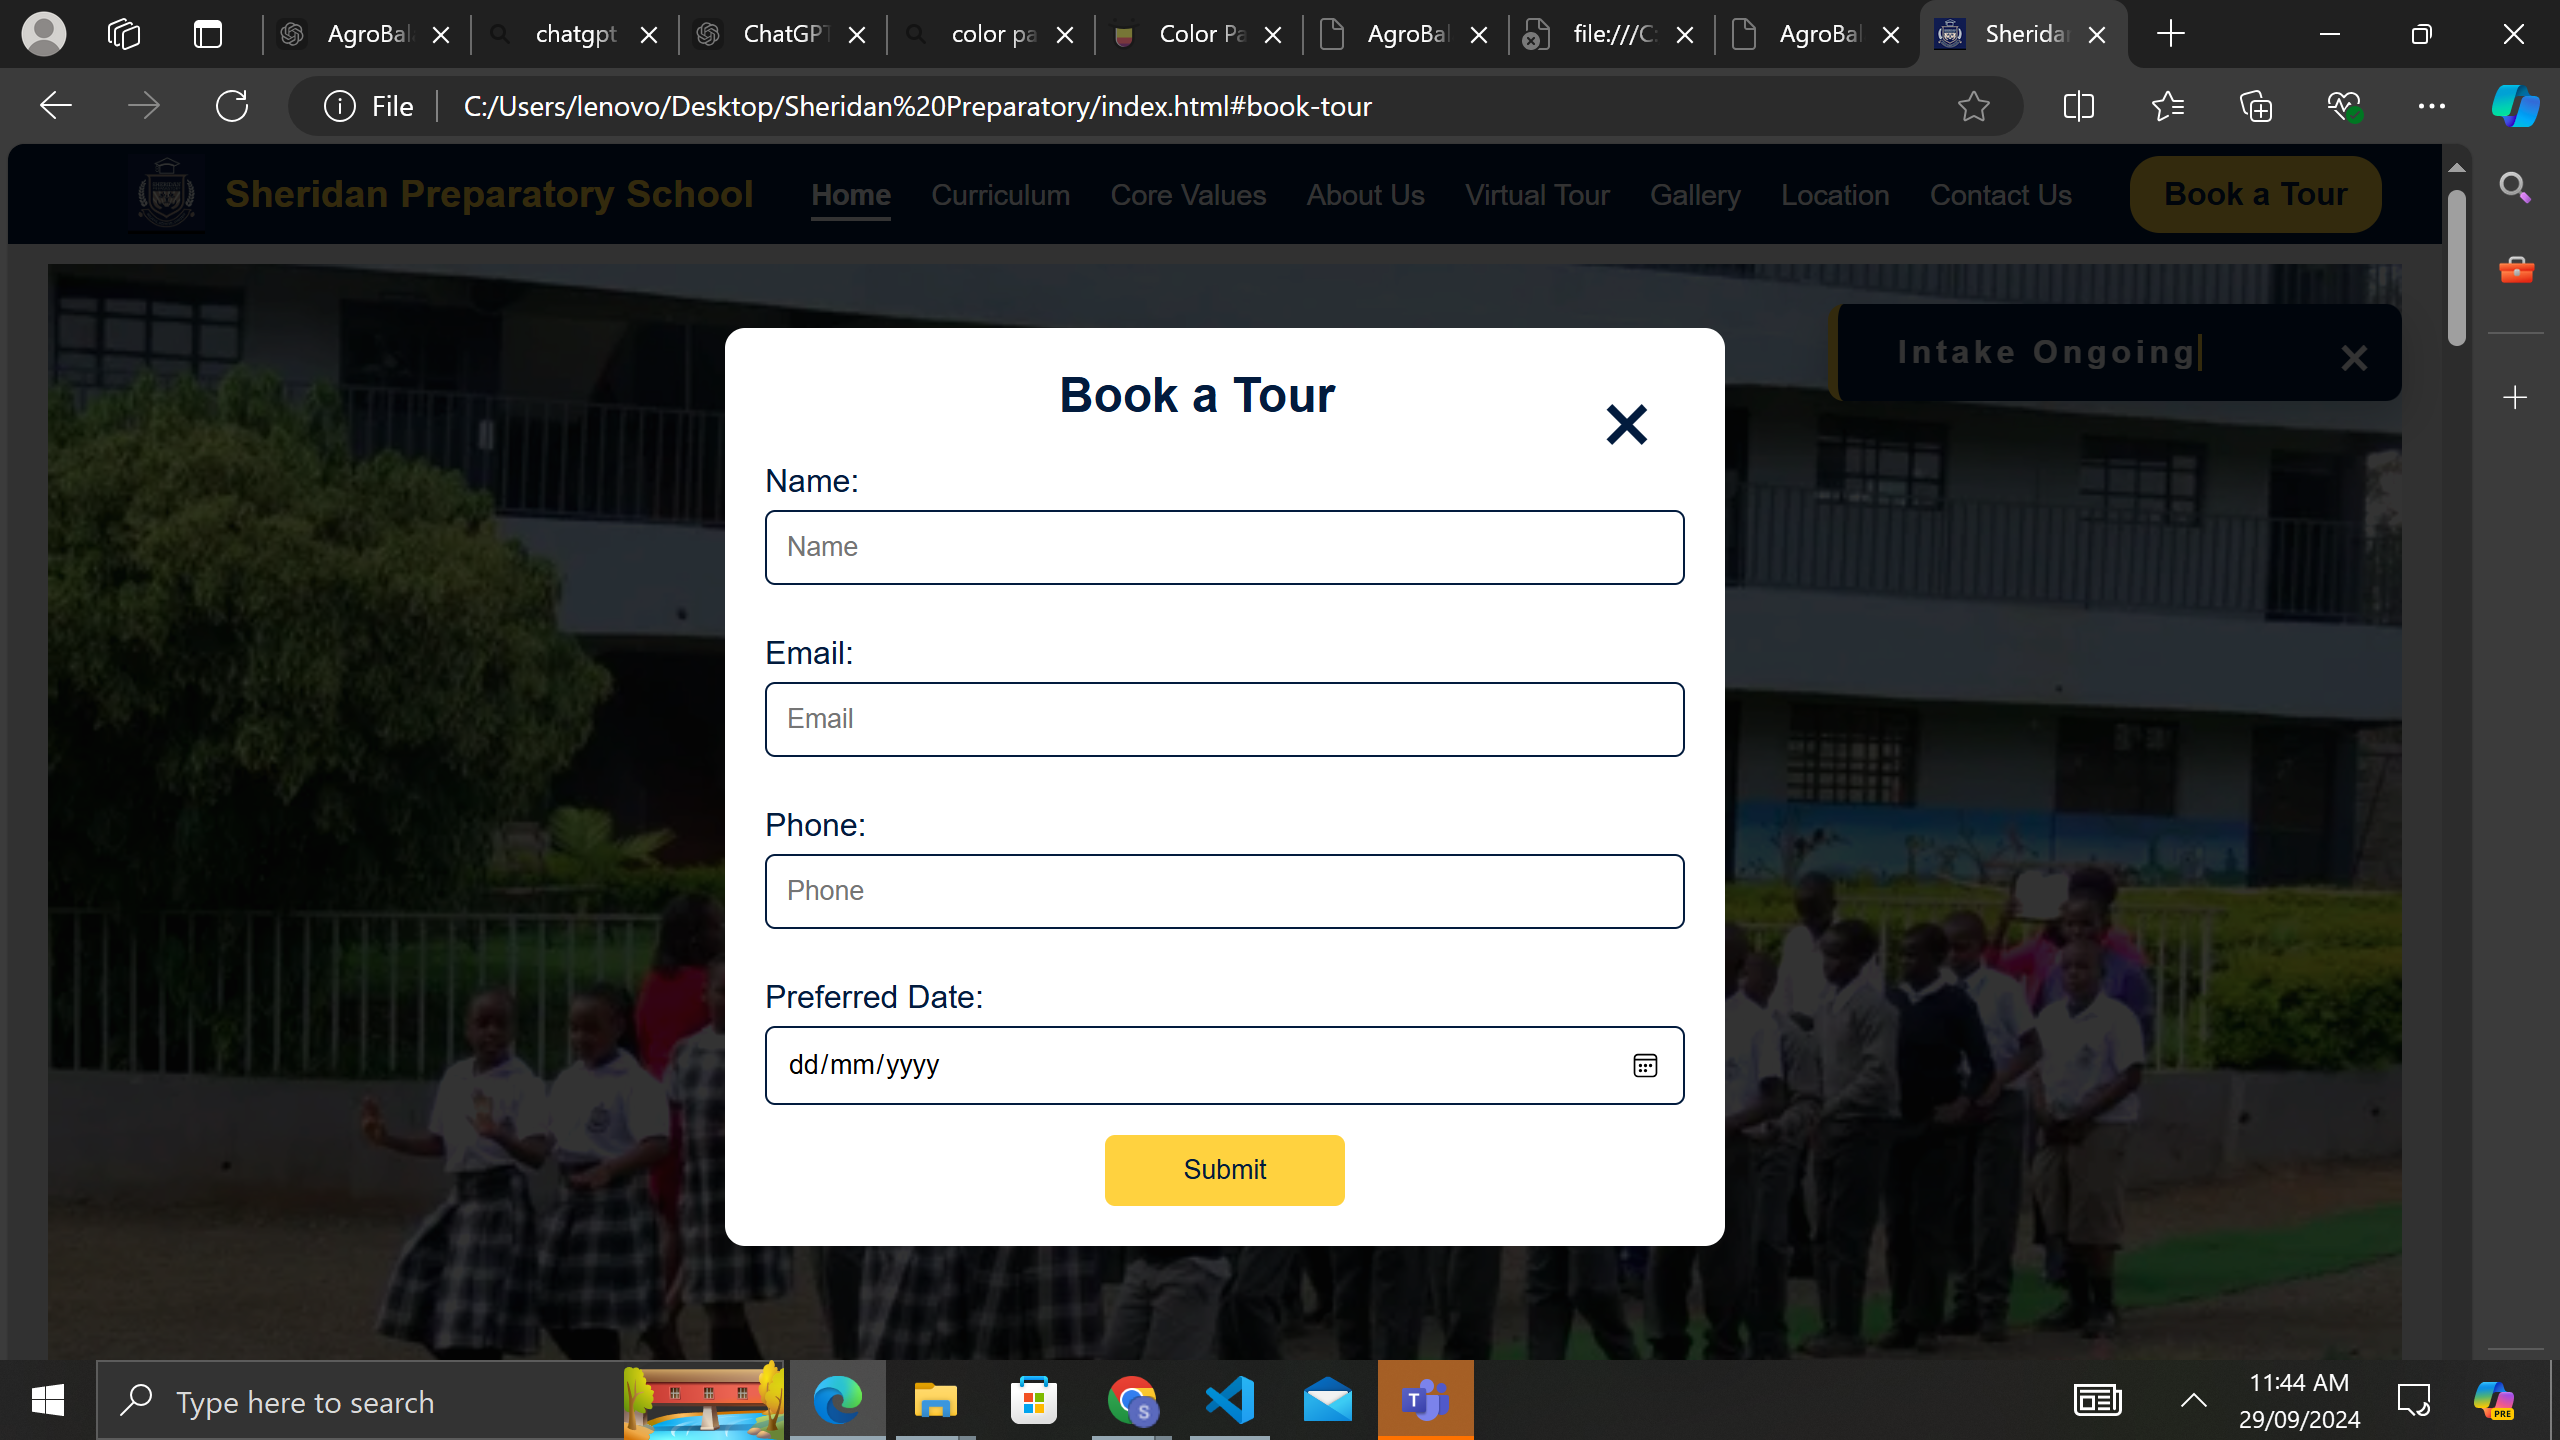 AgroBal
chatgpt
ChatGPT
color pa
Color Pa
AgroBal
file:///C:
AgroBal
Sheridan
File
C:/Users/lenovo/Desktop/Sheridan%20Preparatory/index.html#book-tour
Sheridan Preparatory School
Home
Curriculum
Core Values
About Us
Virtual Tour
Gallery
Location
Contact Us
Book a Tour
Intake Ongoing
Book a Tour
Name:
Name
Email:
Email
Phone:
Phone
Preferred Date:
dd/mm/yyyy
Submit
Type here to search
S
T
11:44 AM
29/09/2024
PRE